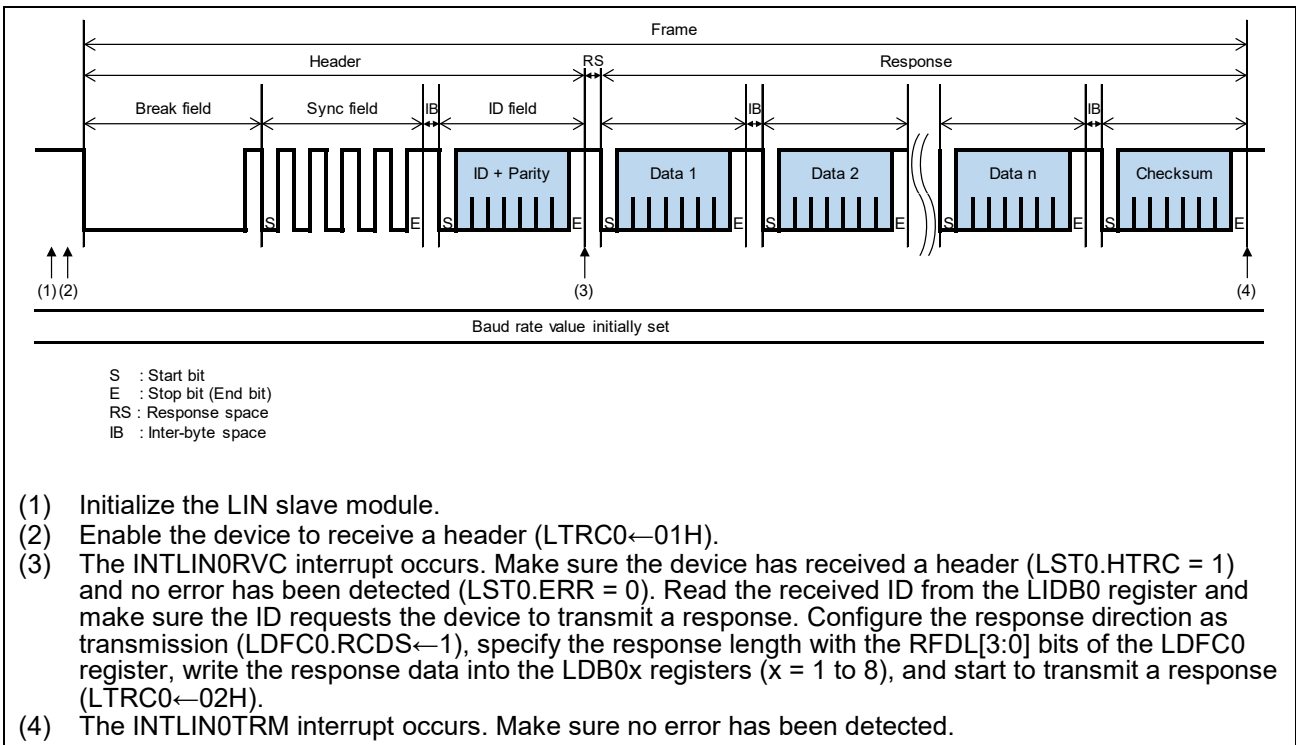 Frame
Header RS Response
Break field Sync field IB ID field IB IB
ID + Parity Data 1 Data 2 Data n Checksum
S E S E S E S E S E S E
(1) (2) (3) (4)
Baud rate value initially set
S : Start bit
E : Stop bit (End bit)
RS : Response space
IB : Inter-byte space
(1) Initialize the LIN slave module.
(2) Enable the device to receive a header (LTRC0←01H).
(3) The INTLIN0RVC interrupt occurs. Make sure the device has received a header (LST0.HTRC = 1)
and no error has been detected (LST0.ERR = 0). Read the received ID from the LIDB0 register and
make sure the ID requests the device to transmit a response. Configure the response direction as
transmission (LDFC0.RCDS←1), specify the response length with the RFDL[3:0] bits of the LDFC0
register, write the response data into the LDB0x registers (x = 1 to 8), and start to transmit a response
(LTRC0←02H).
(4) The INTLIN0TRM interrupt occurs. Make sure no error has been detected.